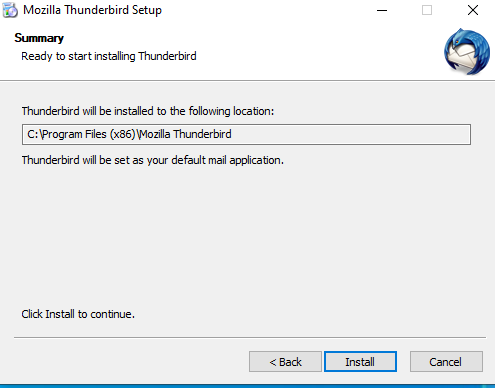 Mozilla Thunderbird Setup
Summary
Ready to start installing Thunderbird
Thunderbird will be installed to the following location:
C:\Program Files (x86)\Mozilla Thunderbird
Thunderbird will be set as your default mail application.
Click Install to continue.
< Back Install Cancel